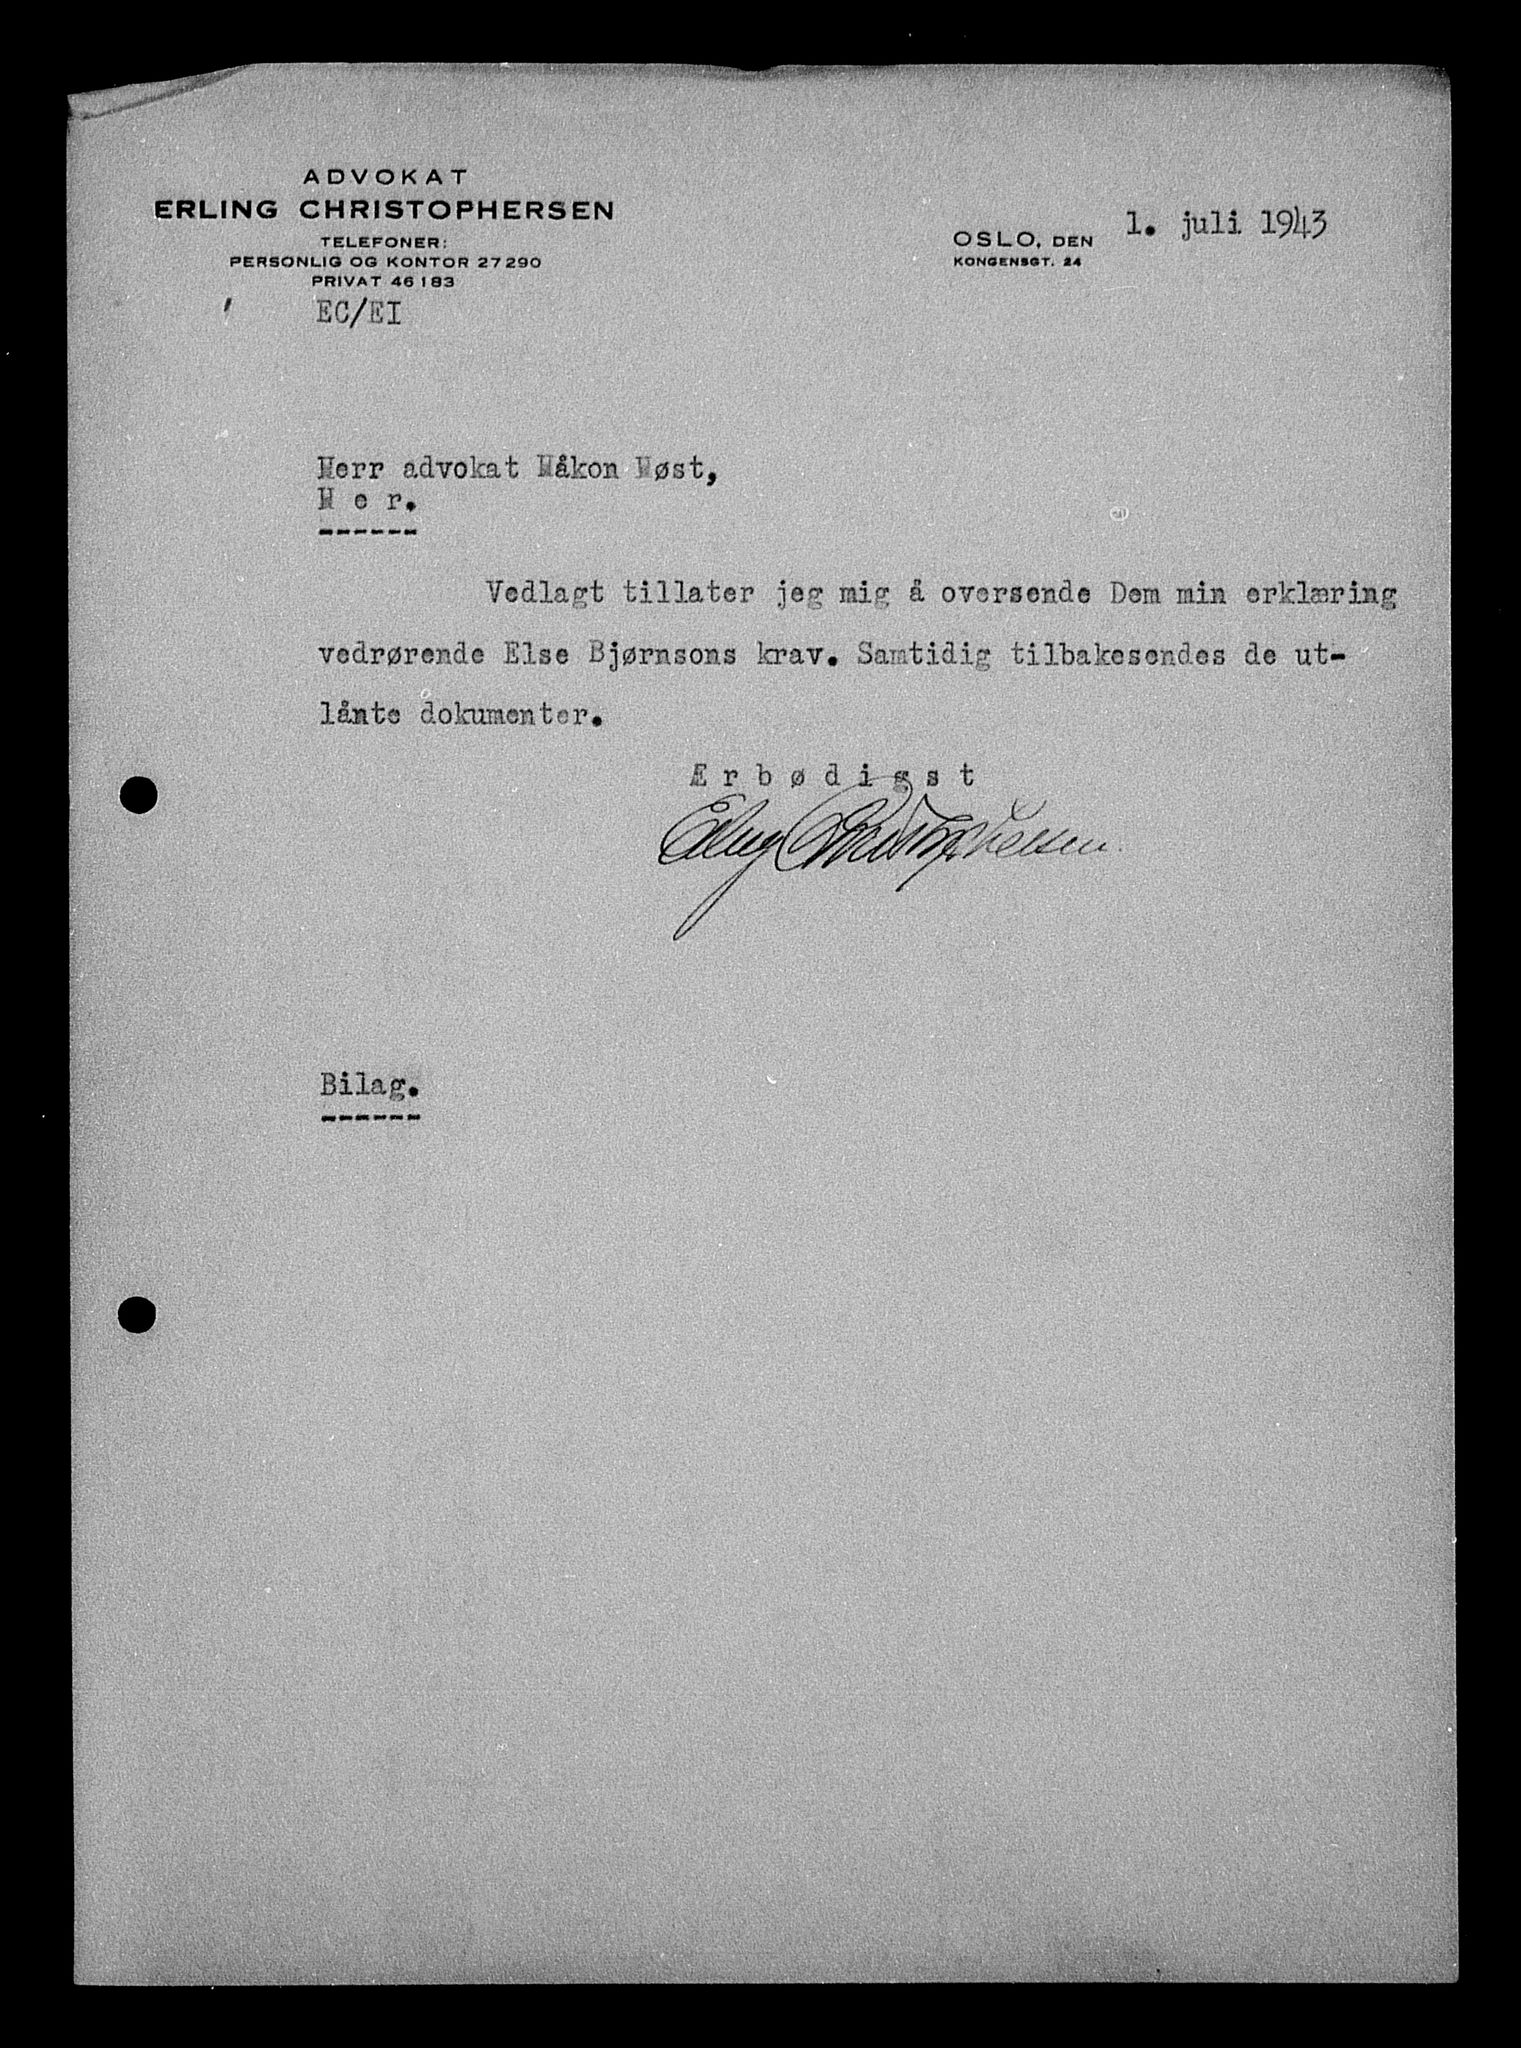 ADVOKAT
ERLING CHRISTOPHERSEN
TELEFONER:
PERSONLIG OG KONTOR 27290
PRIVAT 46183
OSLO, DEN 1. juli 1943
KONGENSGT. 24
EC/EI
Herr advokat Håkon Høst,
H e r.
------
Vedlagt tillater jeg mig å oversende Dem min erklæring
vedrørende Else Bjørnsons krav. Samtidig tilbakesendes de ut-
lånte dokumenter.
Æ r b ø d i g s t
Erling Christophersen.
Bilag.
------